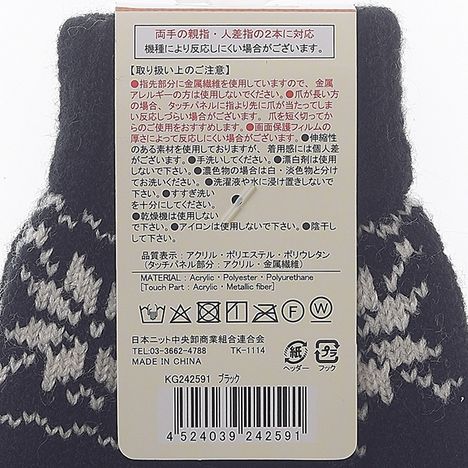 両手の親指・人差指の2本に対応
機種により反応しにくい場合がございます。
【取り扱い上のご注意】
●指先部分に金属繊維を使用していますので、金属
アレルギーの方は使用しないでください。●爪が長い方
の場合、タッチパネルに指より先に爪が当たってしま
い反応しづらい場合がございます。爪を短く切ってか
らのご使用をおすすめします。●画面保護フィルムの
厚さによって反応しない場合がございます。●伸縮性
のある素材を使用しておりますが、着用感には個人差
がございます。●手洗いしてください。●漂白剤は使用し
ないで下さい。●濃色物の場合は白・淡色物と分け
てお洗いください。●洗濯液や水に浸け置きしないで
下さい。●すすぎ洗い
を十分にしてください。
●乾燥機は使用しない
で下さい。●アイロンは使用しないで下さい。●陰干し
して下さい。
品質表示：アクリル・ポリエステル・ポリウレタン
（タッチパネル部分：アクリル・金属繊維）
MATERIAL : Acrylic・Polyester・Polyurethane
[Touch Part : Acrylic・Metallic fiber]
P F W
日本ニット中央卸商業組合連合会
TEL:03-3662-4788 TK-1114
MADE IN CHINA
紙 プラ
ヘッダー フック
KG242591 ブラック
4 524039 242591